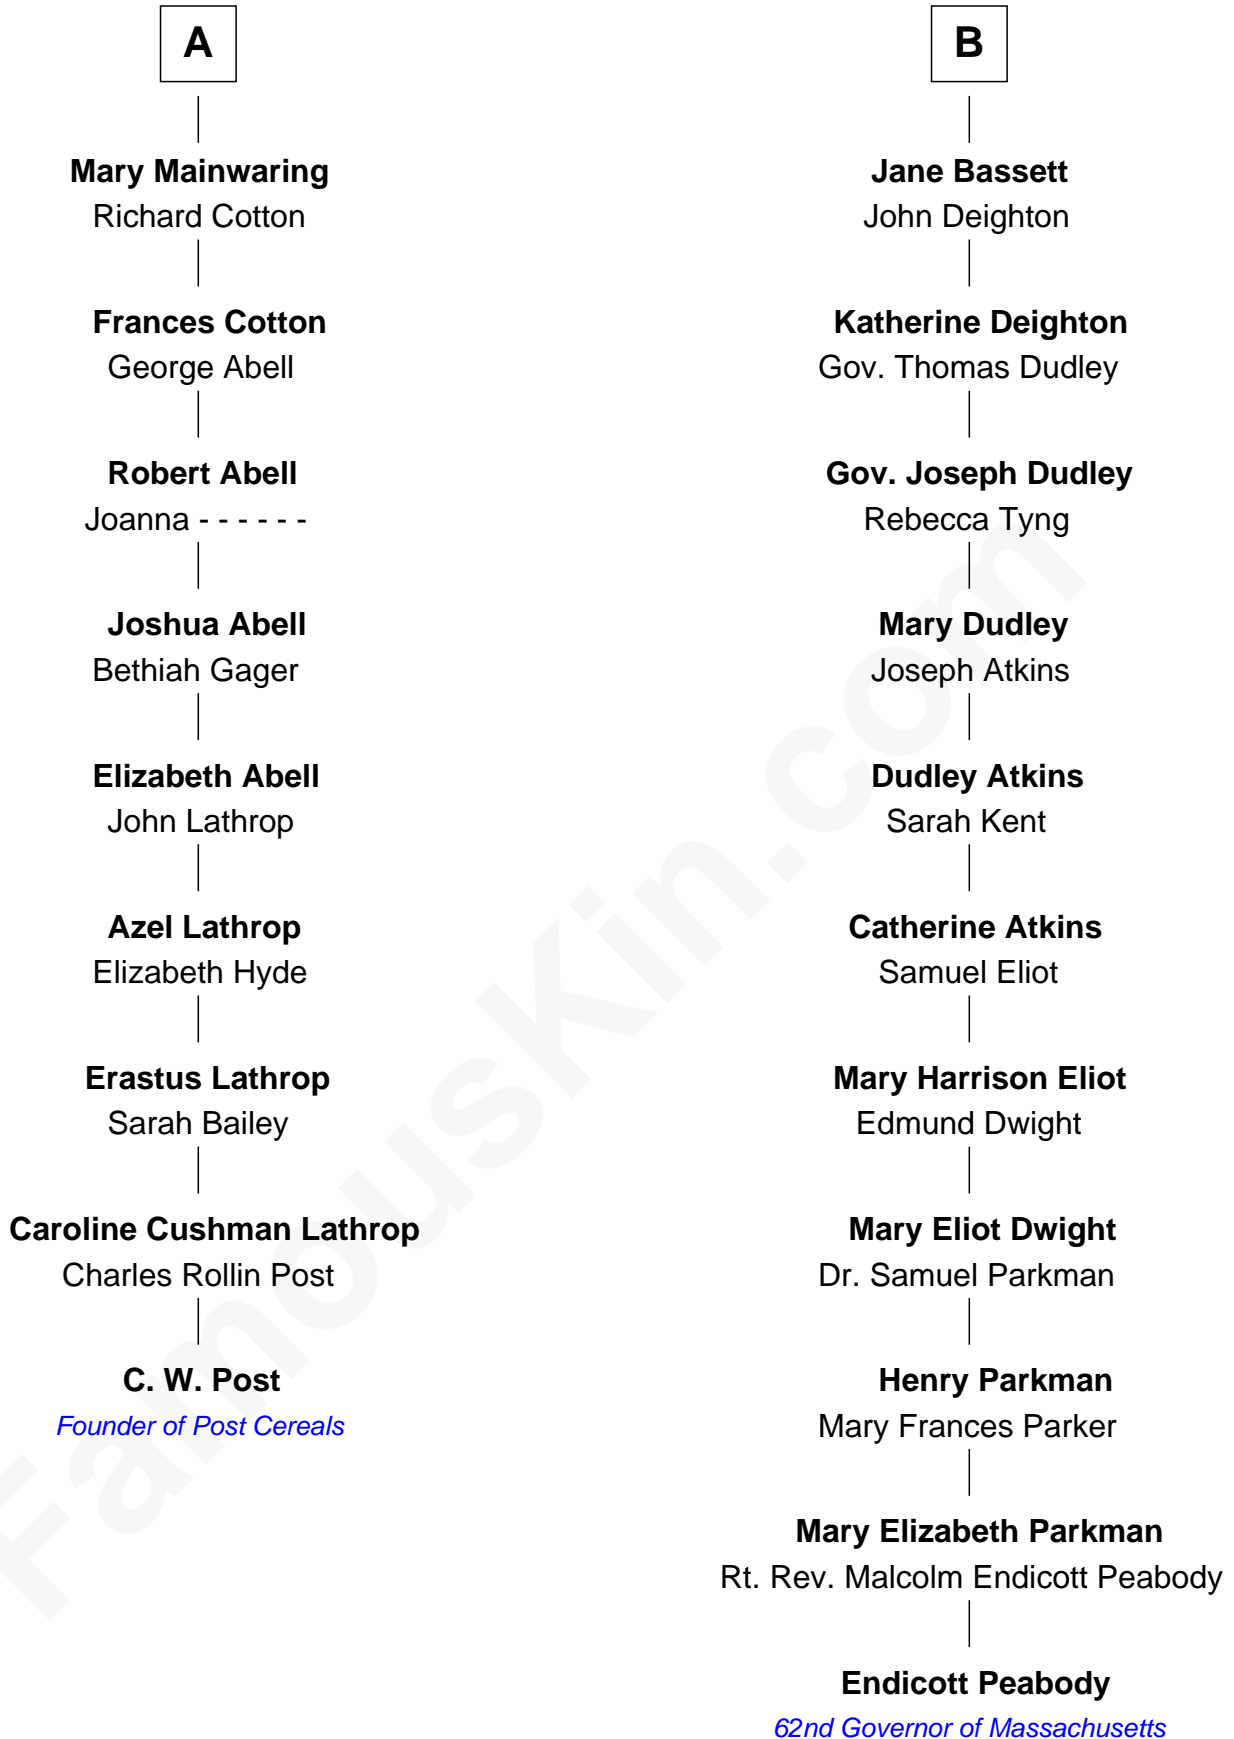 A
Mary Mainwaring
Richard Cotton
Frances Cotton
George Abell
Robert Abell
Joanna - - - - - -
Joshua Abell
Bethiah Gager
Elizabeth Abell
John Lathrop
Azel Lathrop
Elizabeth Hyde
Erastus Lathrop
Sarah Bailey
Caroline Cushman Lathrop
Charles Rollin Post
C. W. Post
Founder of Post Cereals
B
Jane Bassett
John Deighton
Katherine Deighton
Gov. Thomas Dudley
Gov. Joseph Dudley
Rebecca Tyng
Mary Dudley
Joseph Atkins
Dudley Atkins
Sarah Kent
Catherine Atkins
Samuel Eliot
Mary Harrison Eliot
Edmund Dwight
Mary Eliot Dwight
Dr. Samuel Parkman
Henry Parkman
Mary Frances Parker
Mary Elizabeth Parkman
Rt. Rev. Malcolm Endicott Peabody
Endicott Peabody
62nd Governor of Massachusetts
FamousKin.com